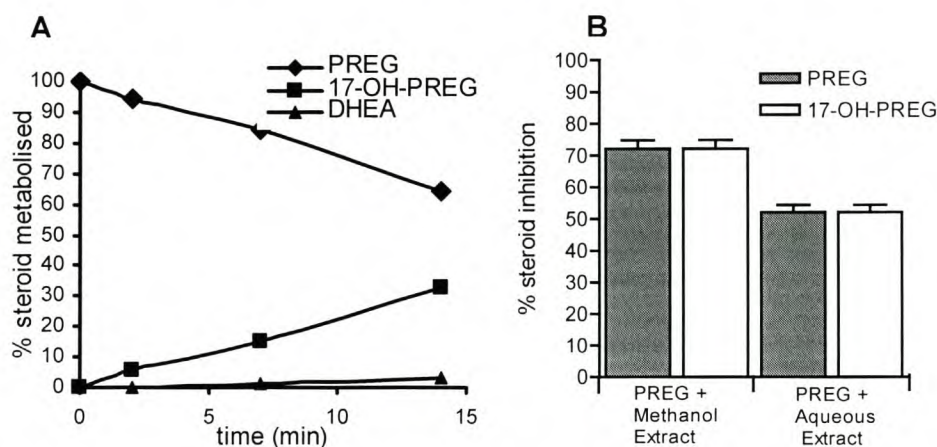 A
PREG
17-OH-PREG
DHEA
100
90
80
70
60
50
40
30
20
10
0
% steroid metabolised
0
5
10
15
time (min)
B
100
90
80
70
60
50
40
30
20
10
0
% steroid inhibition
PREG
17-OH-PREG
PREG +
Methanol
Extract
PREG +
Aqueous
Extract